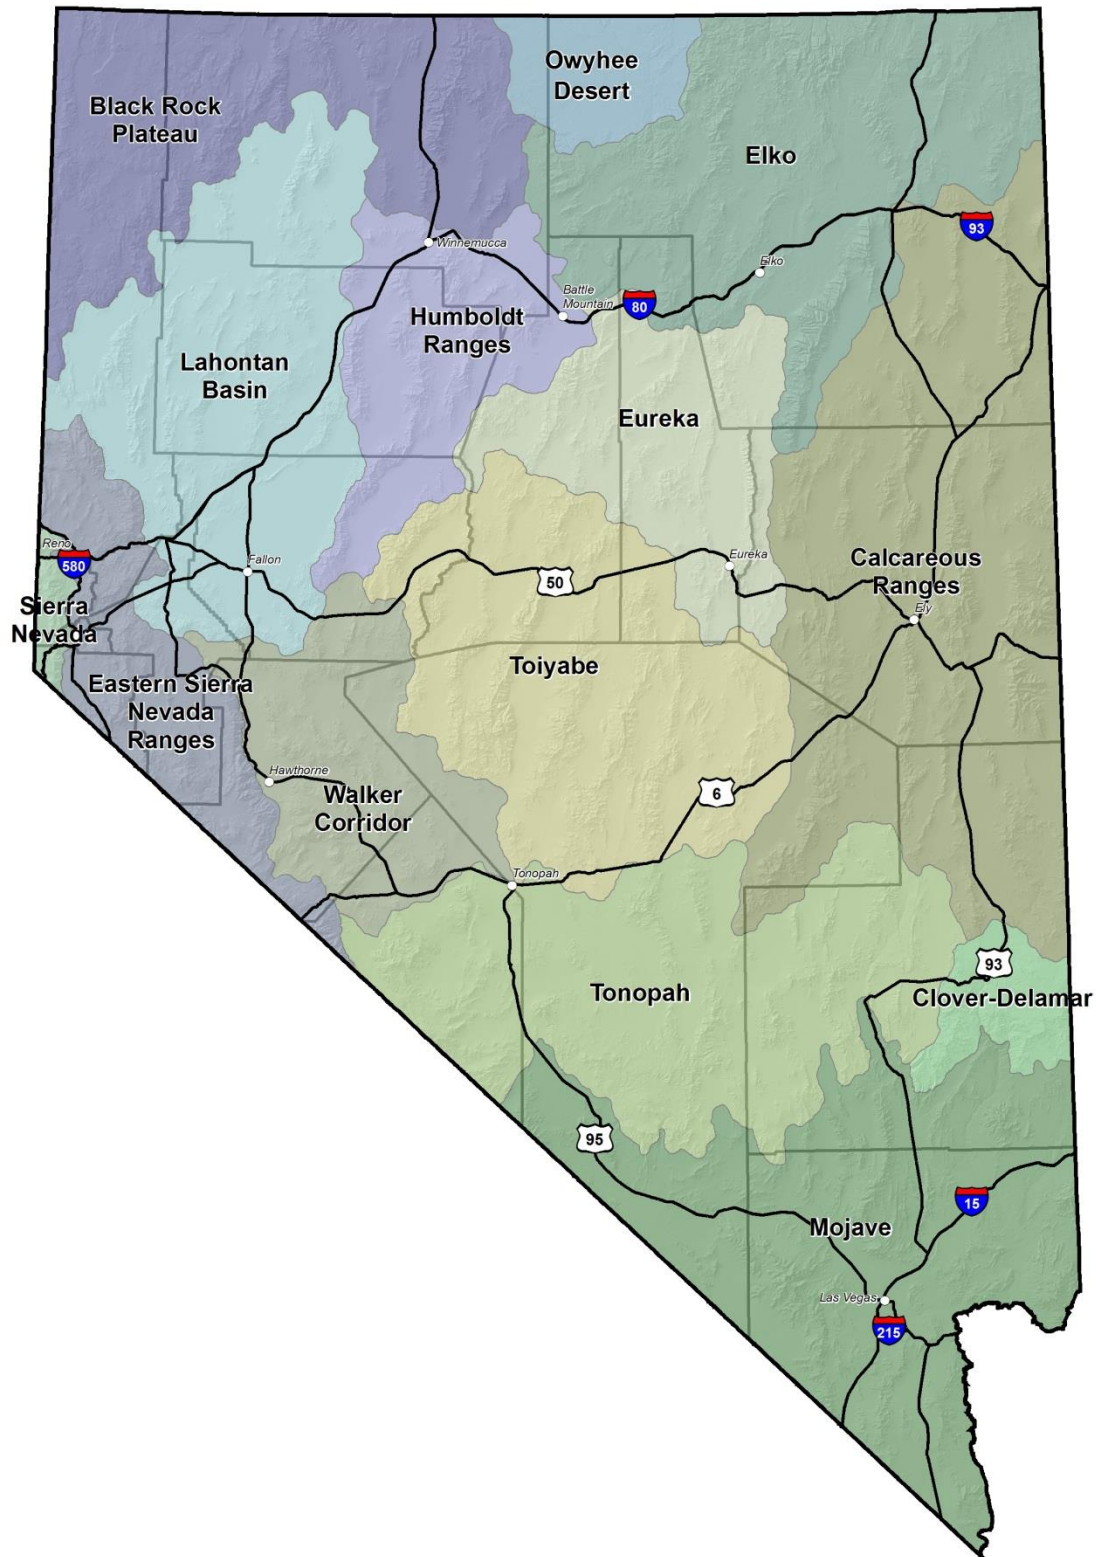 Owyhee
Desert
Black Rock
Plateau
Elko
93
Winnemucca
Elko
Battle
Mountain
80
Humboldt
Ranges
Lahontan
Basin
Eureka
Reno
580
Fallon
50
Eureka
Calcareous
Ranges
Ely
Sierra
Nevada
Toiyabe
Eastern Sierra
Nevada
Ranges
Hawthorne
Walker
Corridor
6
Tonopah
93
Tonopah
Clover-Delamar
95
15
Mojave
Las Vegas
215